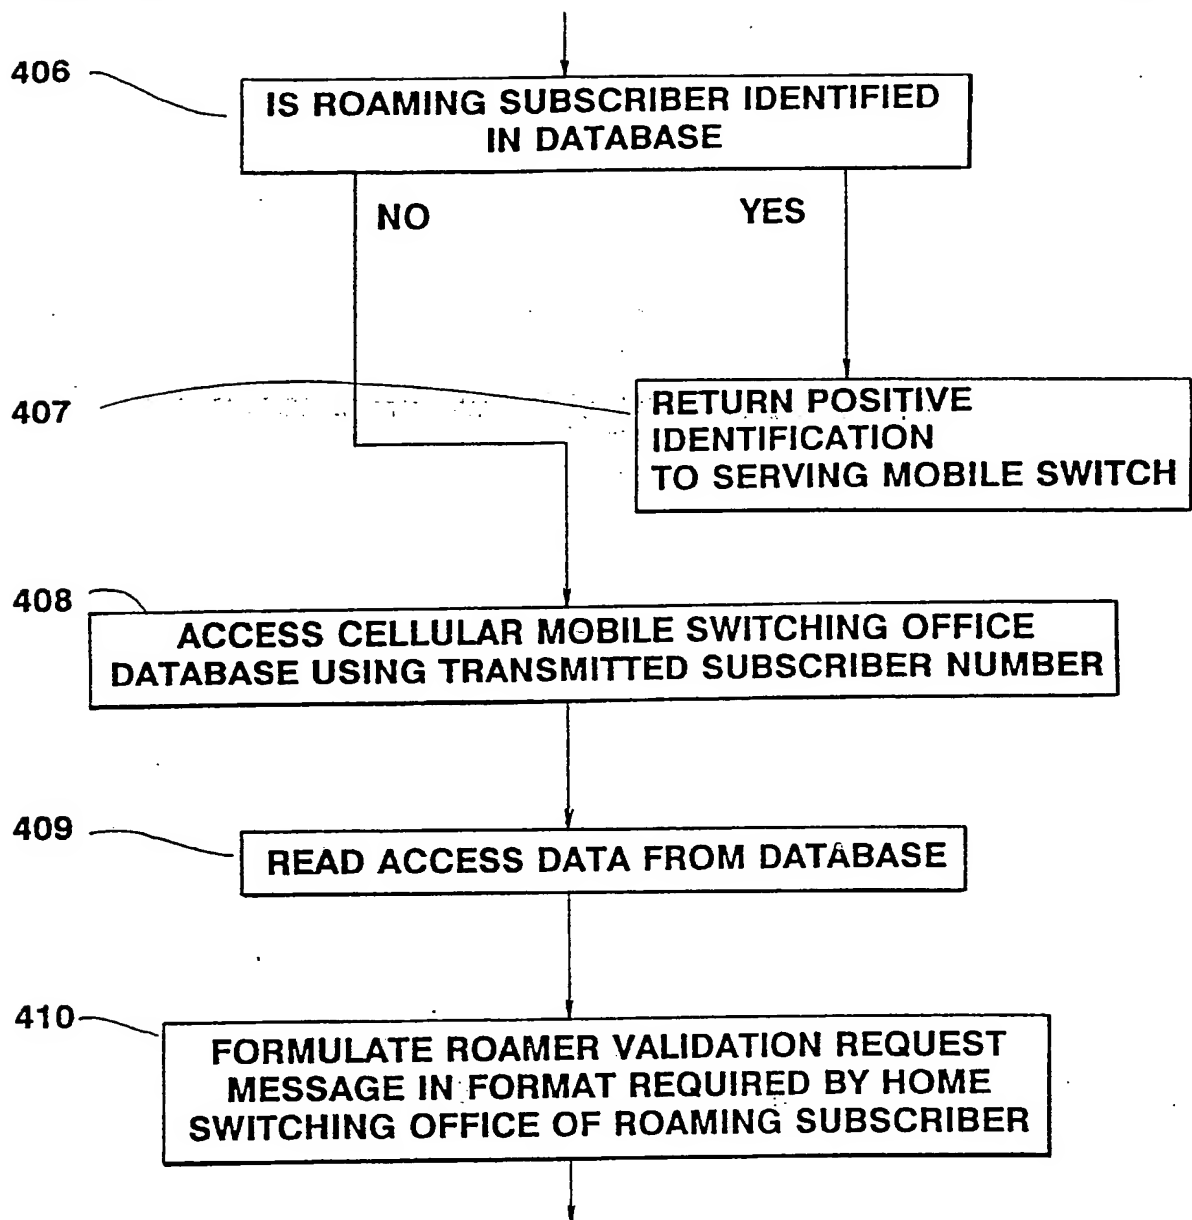 406
IS ROAMING SUBSCRIBER IDENTIFIED
IN DATABASE
NO
YES
407
RETURN POSITIVE
IDENTIFICATION
TO SERVING MOBILE SWITCH
408
ACCESS CELLULAR MOBILE SWITCHING OFFICE
DATABASE USING TRANSMITTED SUBSCRIBER NUMBER
409
READ ACCESS DATA FROM DATABASE
410
FORMULATE ROAMER VALIDATION REQUEST
MESSAGE IN FORMAT REQUIRED BY HOME
SWITCHING OFFICE OF ROAMING SUBSCRIBER